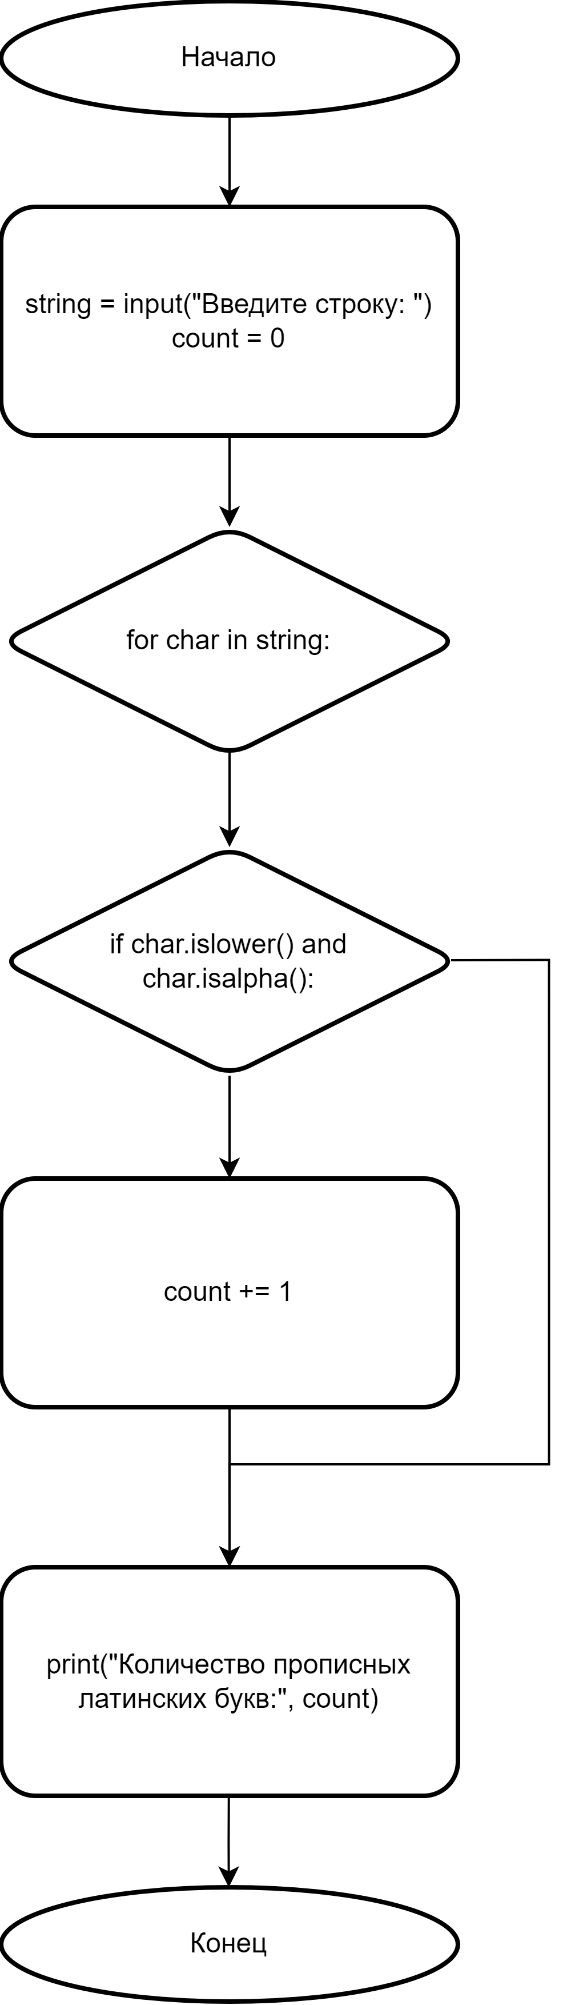 Начало
string = input("Введите строку: ")
count = 0
for char in string:
if char.islower() and
char.isalpha():
count += 1
print("Количество прописных
латинских букв:", count)
Конец